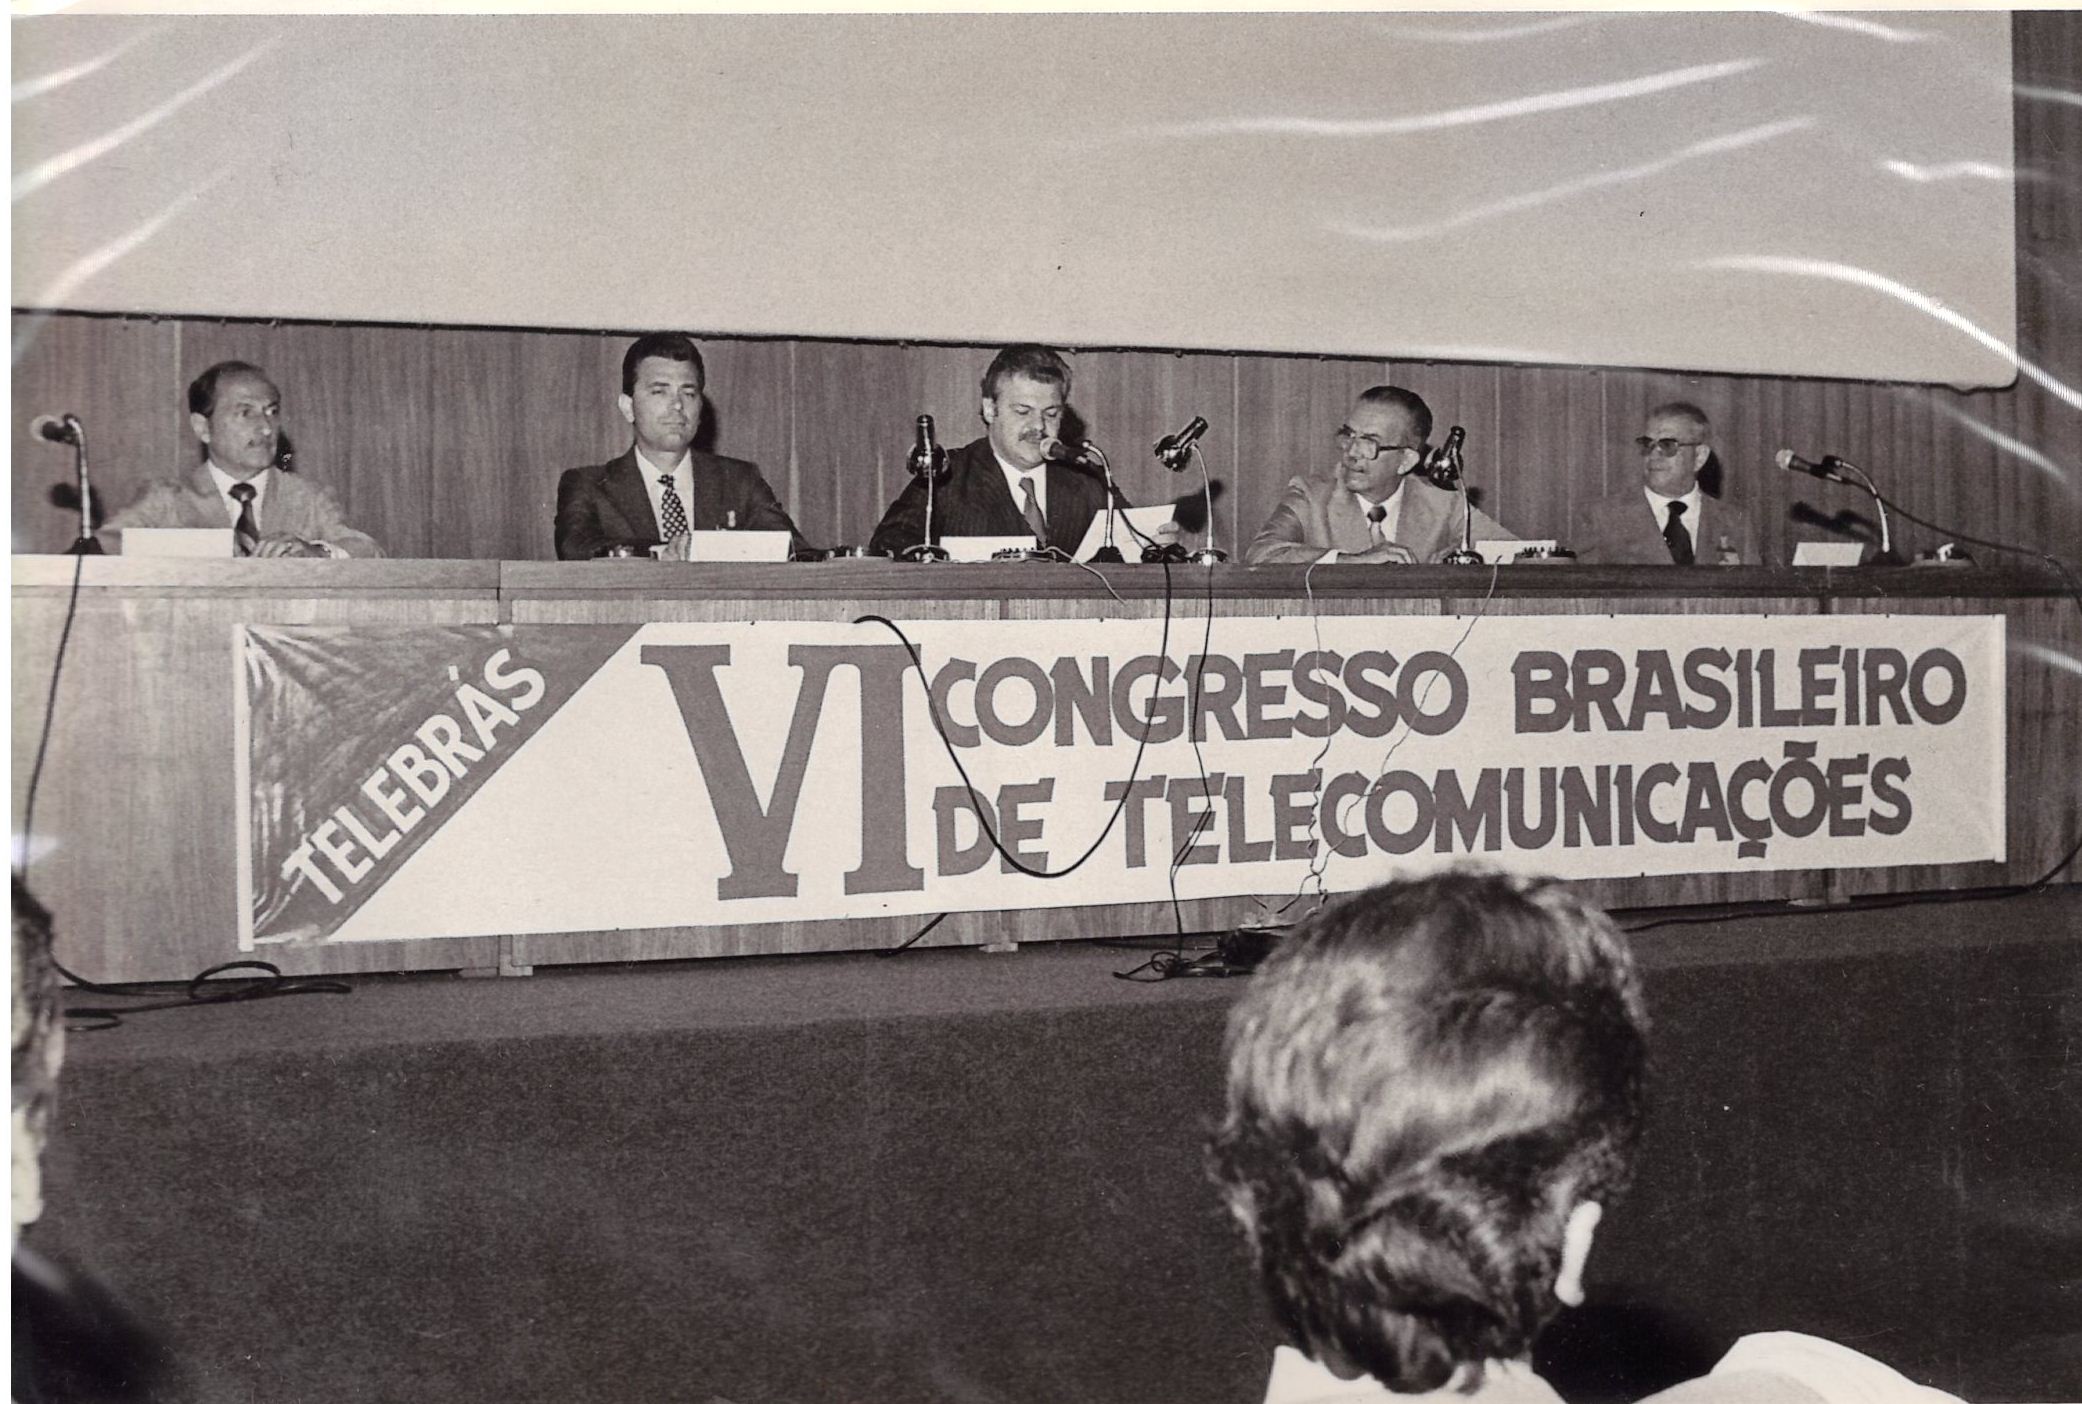 TELEBRÁS
VI CONGRESSO BRASILEIRO
DE TELECOMUNICAÇÕES